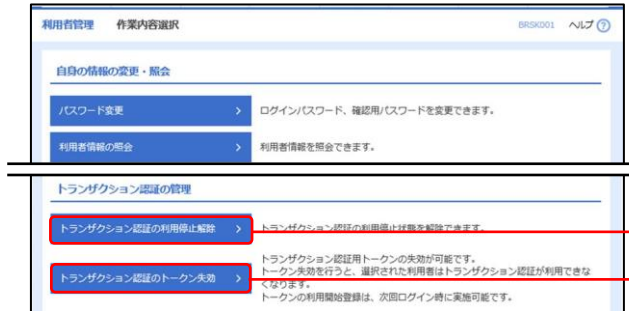 利用者管理 作業内容選択 BRSK001 ヘルプ ?
自身の情報の変更・照会
パスワード変更 > ログインパスワード、確認用パスワードを変更できます。
利用者情報の照会 > 利用者情報を照会できます。
トランザクション認証の管理
トランザクション認証の利用停止解除 > トランザクション認証の利用停止状態を解除できます。
トランザクション認証用トークンの失効が可能です。
トランザクション認証のトークン失効 > トークン失効を行うと、選択された利用者はトランザクション認証が利用できな
くなります。
トークンの利用開始登録は、次回ログイン時に実施可能です。